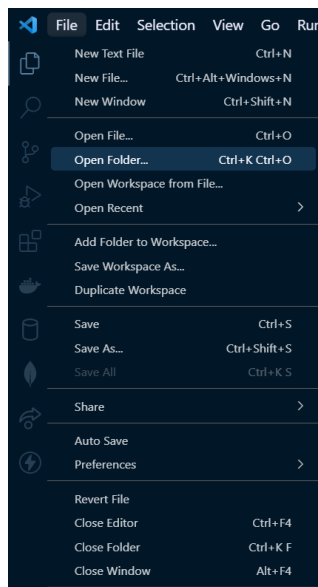 File Edit Selection View Go Run
New Text File Ctrl+N
New File... Ctrl+Alt+Windows+N
New Window Ctrl+Shift+N
Open File... Ctrl+O
Open Folder... Ctrl+K Ctrl+O
Open Workspace from File...
Open Recent
Add Folder to Workspace...
Save Workspace As...
Duplicate Workspace
Save Ctrl+S
Save As... Ctrl+Shift+S
Save All Ctrl+K S
Share
Auto Save
Preferences
Revert File
Close Editor Ctrl+F4
Close Folder Ctrl+K F
Close Window Alt+F4